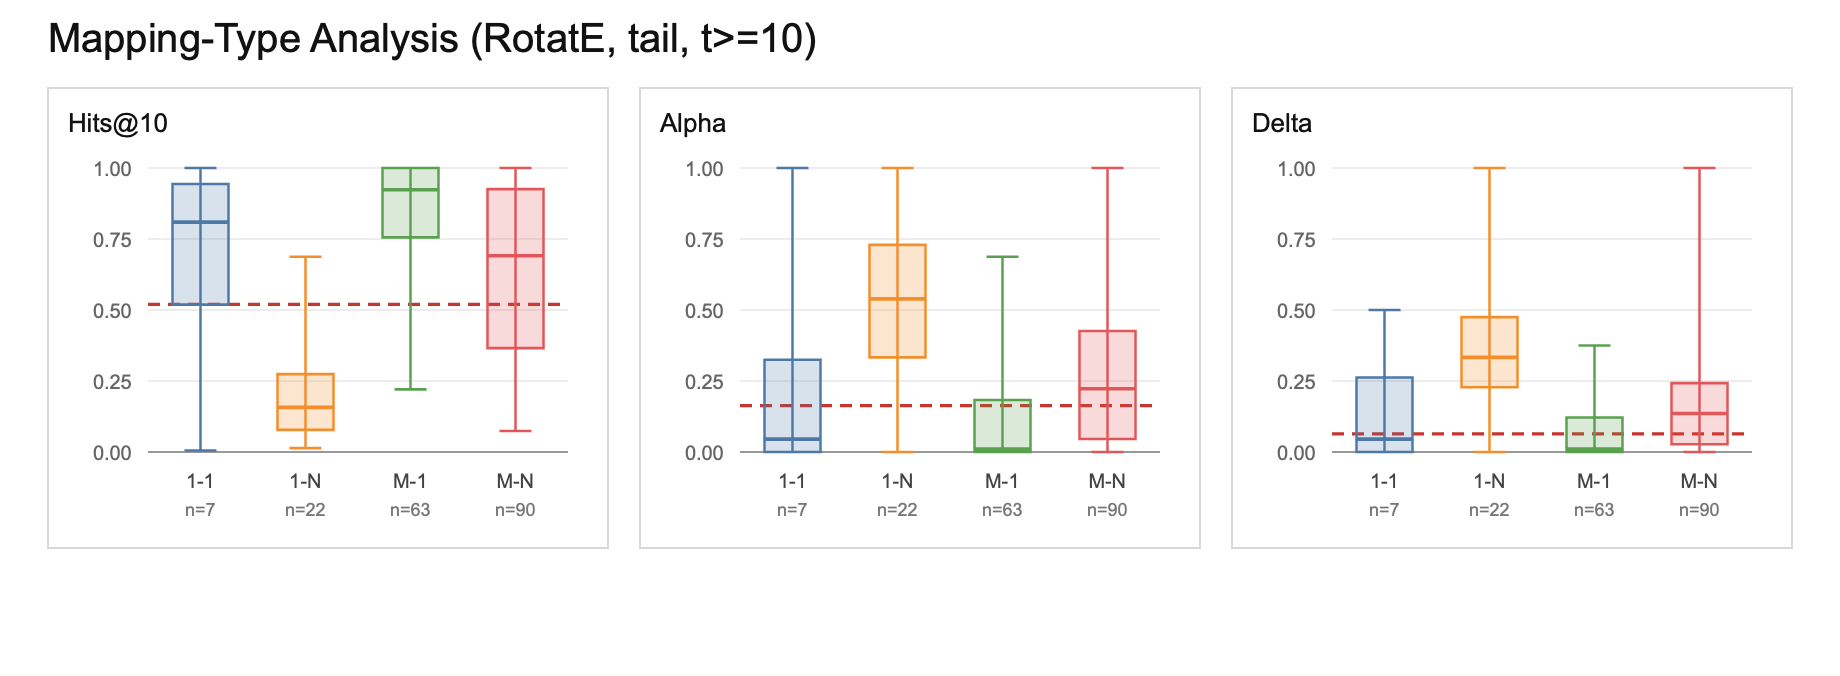 Mapping-Type Analysis (RotatE, tail, t>=10)
Hits@10
1.00
0.75
0.50
0.25
0.00
1-1 1-N M-1 M-N
n=7 n=22 n=63 n=90
Alpha
1.00
0.75
0.50
0.25
0.00
1-1 1-N M-1 M-N
n=7 n=22 n=63 n=90
Delta
1.00
0.75
0.50
0.25
0.00
1-1 1-N M-1 M-N
n=7 n=22 n=63 n=90